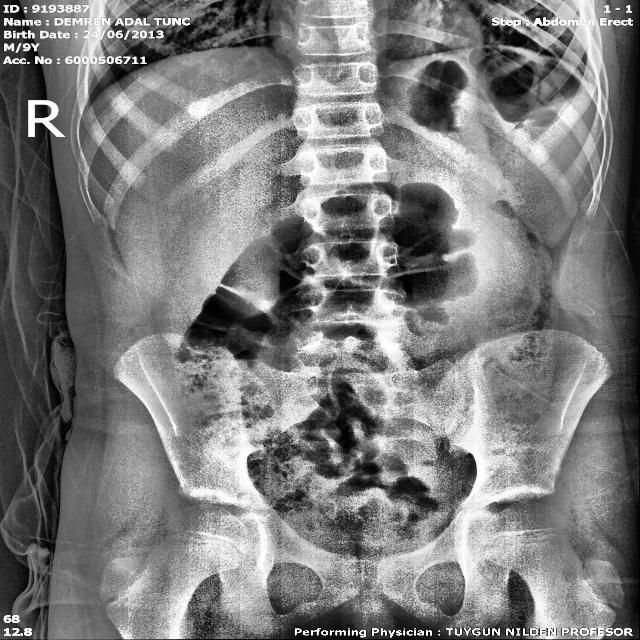 ID : 9193887
Name : DEMREN ADAL TUNC
Birth Date : 24/06/2013
M/9Y
Acc. No : 6000506711
1 - 1
Step : Abdomen Erect
R
68
12.8
Performing Physician : TUYGUN NILDEN PROFESOR